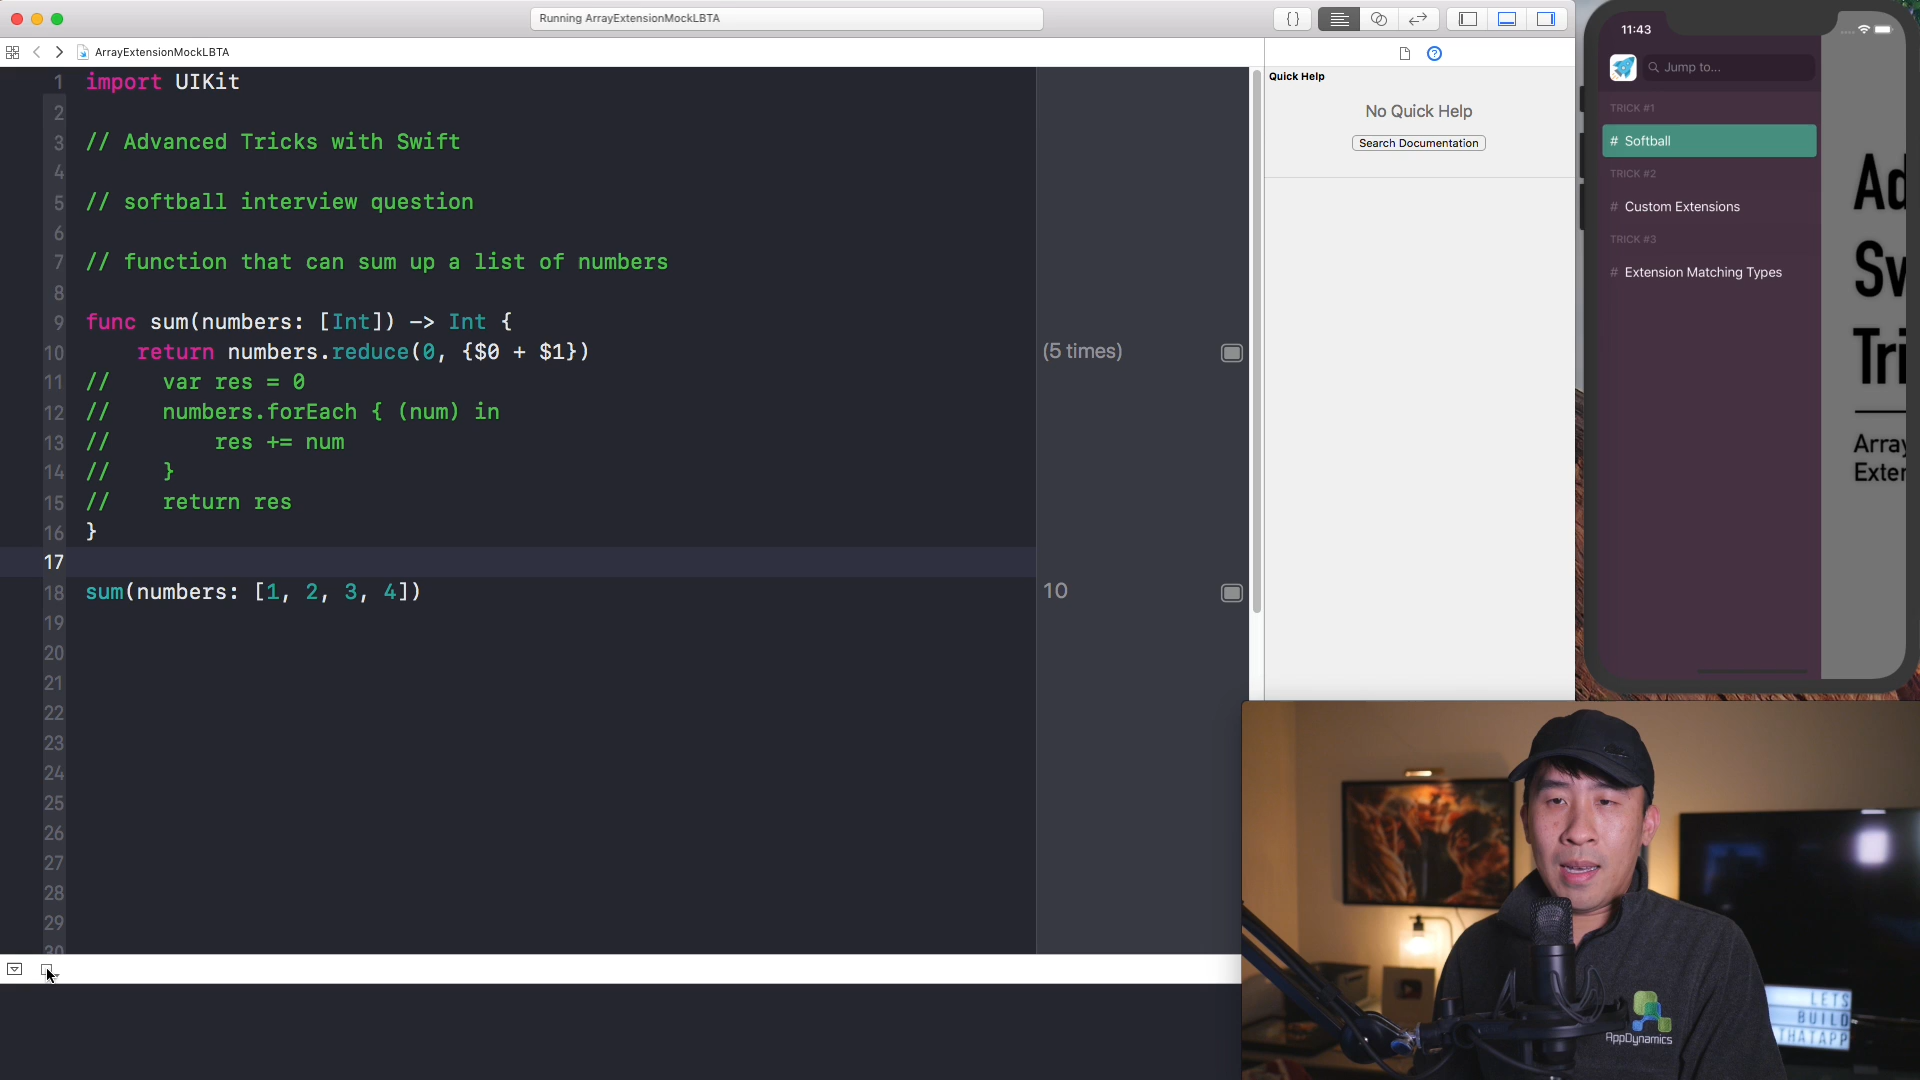 Running ArrayExtensionMockLBTA
{ }
ArrayExtensionMockLBTA
1 import UIKit
2
3 // Advanced Tricks with Swift
4
5 // softball interview question
6
7 // function that can sum up a list of numbers
8
9 func sum(numbers: [Int]) -> Int {
10 return numbers.reduce(0, {$0 + $1})
(5 times)
11 // var res = 0
12 // numbers.forEach { (num) in
13 // res += num
14 // }
15 // return res
16 }
17
18 sum(numbers: [1, 2, 3, 4])
10
19
20
21
22
23
24
25
26
27
28
29
30
Quick Help
No Quick Help
Search Documentation
11:43
Jump to...
TRICK #1
# Softball
TRICK #2
# Custom Extensions
TRICK #3
# Extension Matching Types
Ad
Sw
Tri
Array
Exter
AppDynamics
LETS
BUILD
THATAPP